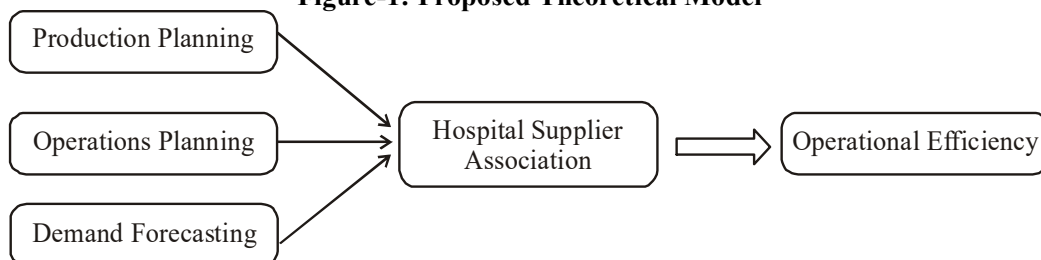 Figure-1: Proposed Theoretical Model
Production Planning
Operations Planning
Demand Forecasting
Hospital Supplier
Association
Operational Efficiency